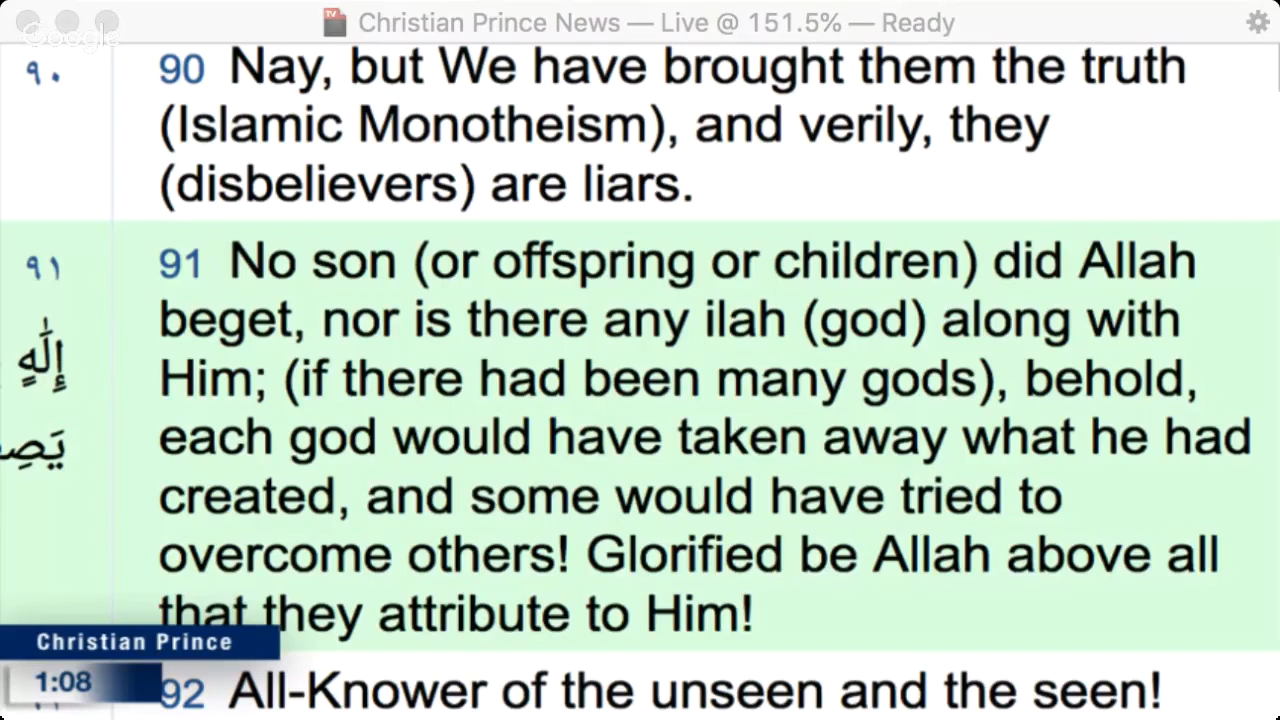 Christian Prince News — Live @ 151.5% — Ready
Google
٩٠
90 Nay, but We have brought them the truth
(Islamic Monotheism), and verily, they
(disbelievers) are liars.
٩١
91 No son (or offspring or children) did Allah
beget, nor is there any ilah (god) along with
إِلَٰهٍ
Him; (if there had been many gods), behold,
each god would have taken away what he had
created, and some would have tried to
overcome others! Glorified be Allah above all
that they attribute to Him!
Christian Prince
1:08
92 All-Knower of the unseen and the seen!